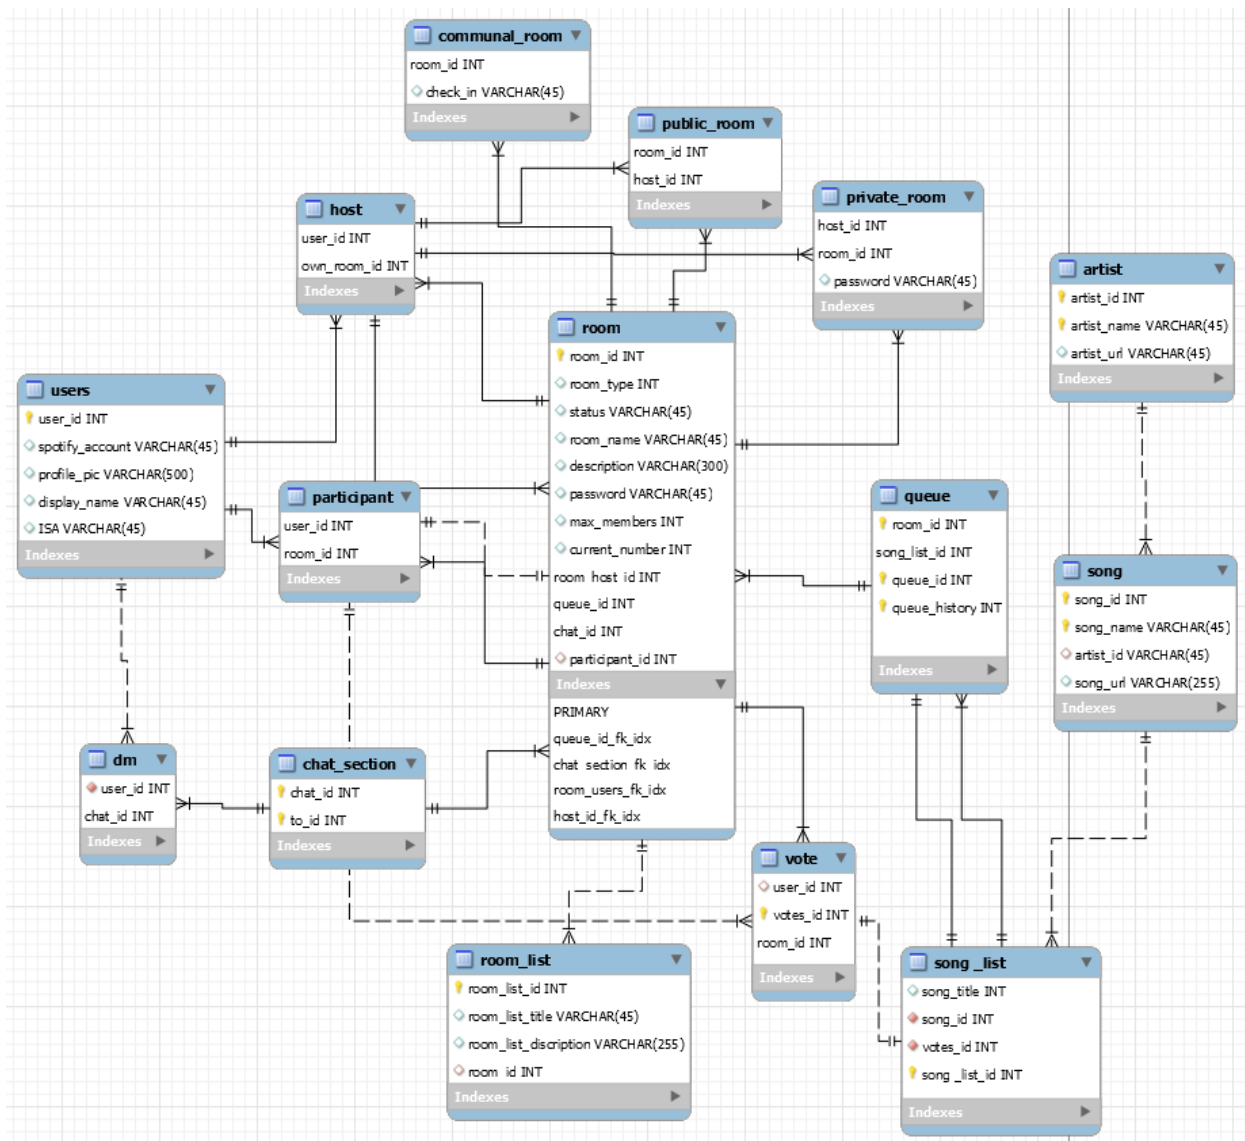 communal_room
room_id INT
check_in VARCHAR(45)
Indexes
public_room
room_id INT
host_id INT
Indexes
private_room
host_id INT
room_id INT
password VARCHAR(45)
Indexes
host
user_id INT
own_room_id INT
Indexes
artist
artist_id INT
artist_name VARCHAR(45)
artist_url VARCHAR(45)
Indexes
room
room_id INT
room_type INT
status VARCHAR(45)
room_name VARCHAR(45)
description VARCHAR(300)
password VARCHAR(45)
max_members INT
current_number INT
room_host_id INT
queue_id INT
chat_id INT
participant_id INT
Indexes
PRIMARY
queue_id_fk_idx
chat_section_fk_idx
room_users_fk_idx
host_id_fk_idx
users
user_id INT
spotify_account VARCHAR(45)
profile_pic VARCHAR(500)
display_name VARCHAR(45)
ISA VARCHAR(45)
Indexes
participant
user_id INT
room_id INT
Indexes
queue
room_id INT
song_list_id INT
queue_id INT
queue_history INT
Indexes
song
song_id INT
song_name VARCHAR(45)
artist_id VARCHAR(45)
song_url VARCHAR(255)
Indexes
dm
user_id INT
chat_id INT
Indexes
chat_section
chat_id INT
to_id INT
Indexes
vote
user_id INT
votes_id INT
room_id INT
Indexes
room_list
room_list_id INT
room_list_title VARCHAR(45)
room_list_discription VARCHAR(255)
room_id INT
Indexes
song _list
song_title INT
song_id INT
votes_id INT
song _list_id INT
Indexes